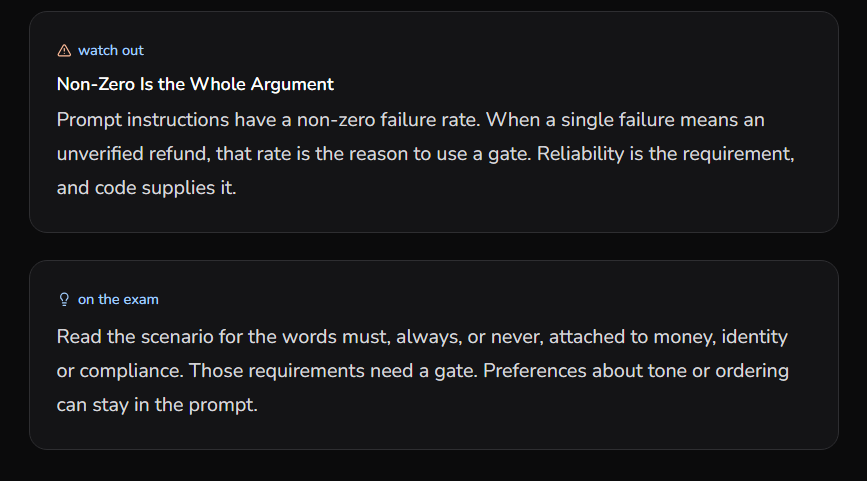 watch out
Non-Zero Is the Whole Argument
Prompt instructions have a non-zero failure rate. When a single failure means an
unverified refund, that rate is the reason to use a gate. Reliability is the requirement,
and code supplies it.
on the exam
Read the scenario for the words must, always, or never, attached to money, identity
or compliance. Those requirements need a gate. Preferences about tone or ordering
can stay in the prompt.